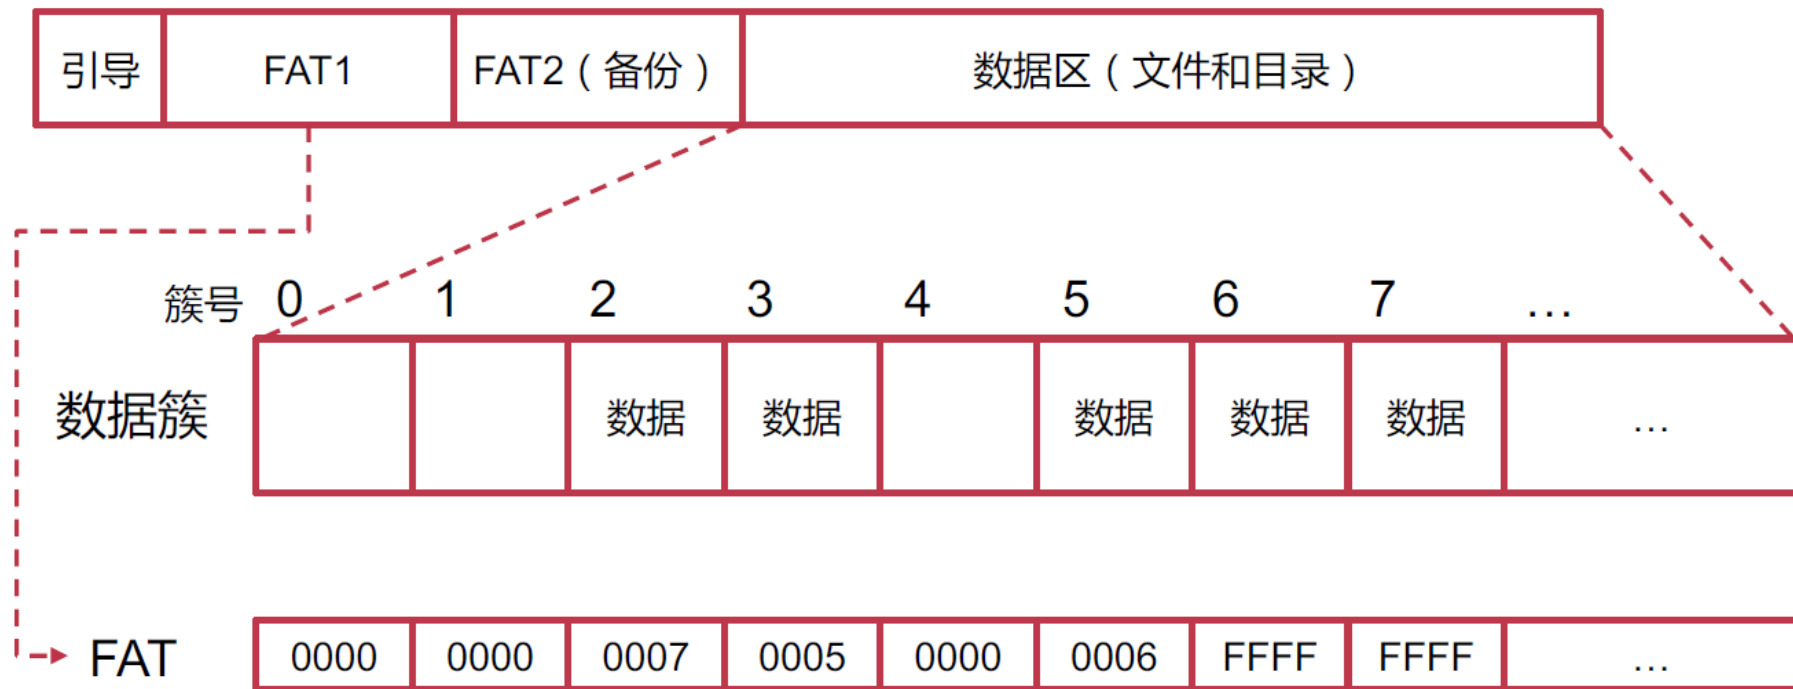 引导 FAT1 FAT2（备份） 数据区（文件和目录）
簇号 0 1 2 3 4 5 6 7 …
数据簇 数据 数据 数据 数据 数据 …
FAT 0000 0000 0007 0005 0000 0006 FFFF FFFF …